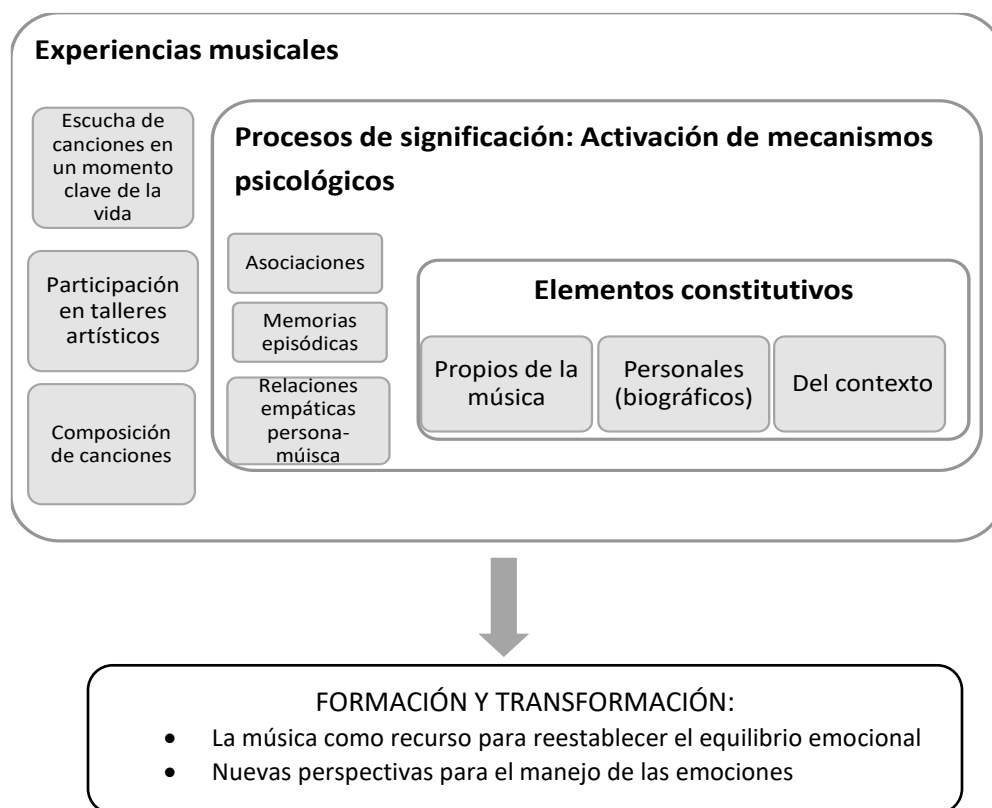 Experiencias musicales
Escucha de
canciones en
un momento
clave de la
vida
Participación
en talleres
artísticos
Composición
de canciones
Procesos de significación: Activación de mecanismos
psicológicos
Asociaciones
Memorias
episódicas
Relaciones
empáticas
persona-
múisca
Elementos constitutivos
Propios de la
música
Personales
(biográficos)
Del contexto
FORMACIÓN Y TRANSFORMACIÓN:
• La música como recurso para reestablecer el equilibrio emocional
• Nuevas perspectivas para el manejo de las emociones